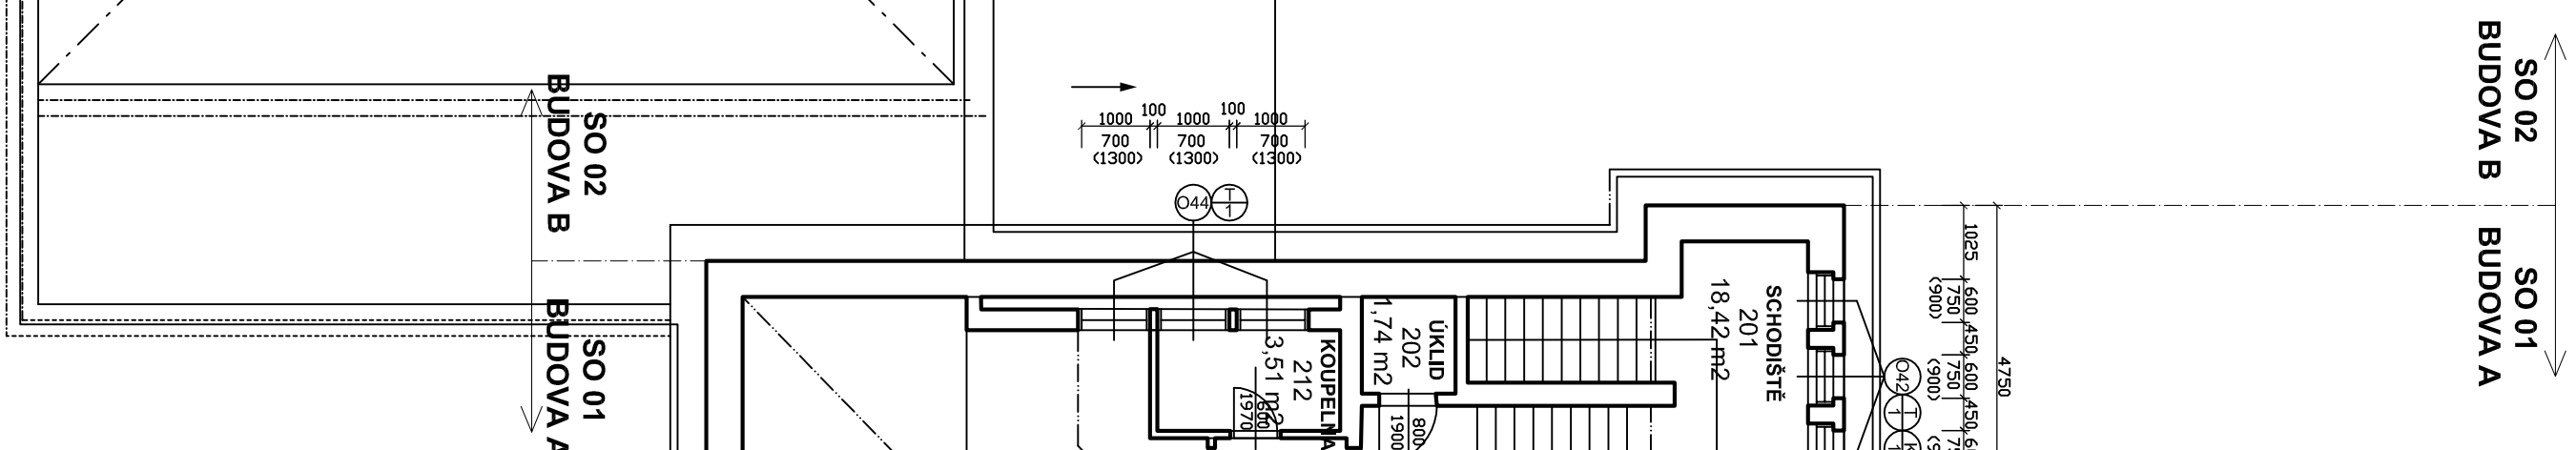 SO 02
BUDOVA B
SO 01
BUDOVA A
1000 100 1000 100 1000
700 700 700
(1300) (1300) (1300)
O44 T
1
KOUPELNA
212
3,51 m2
800
1970
ÚKLID
202
1,74 m2
800
1900
SCHODIŠTĚ
201
18,42 m2
1025 600 450 600 450
750 750
(900) (900)
4750
O42 T
1
SO 02
BUDOVA B
SO 01
BUDOVA A